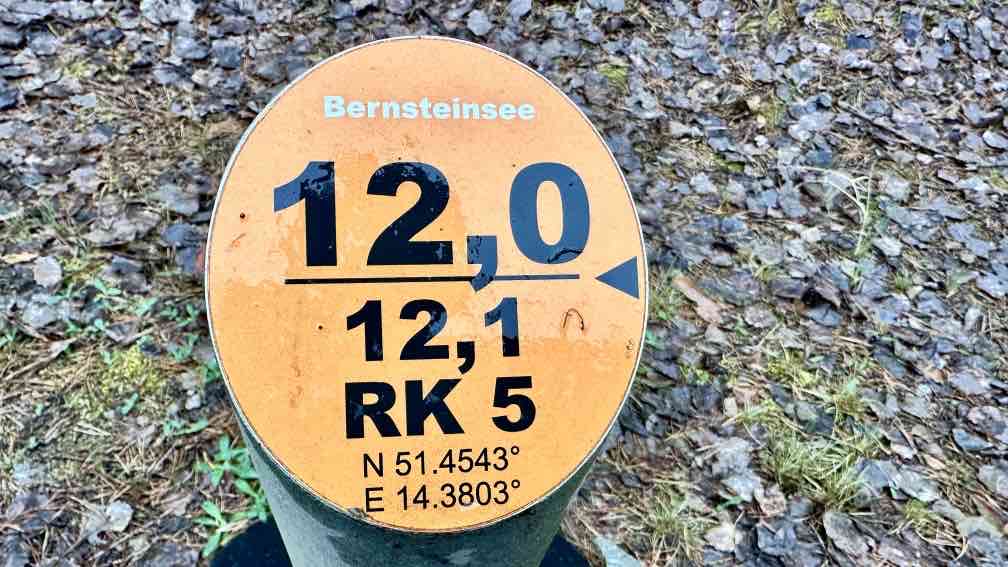 Bernsteinsee
12,0
12,1
RK 5
N 51.4543°
E 14.3803°